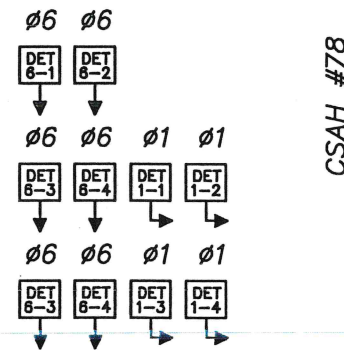 ø6 ø6
DET 6-1 DET 6-2
ø6 ø6 ø1 ø1
DET 6-3 DET 6-4 DET 1-1 DET 1-2
ø6 ø6 ø1 ø1
DET 6-3 DET 6-4 DET 1-3 DET 1-4
CSAH #78